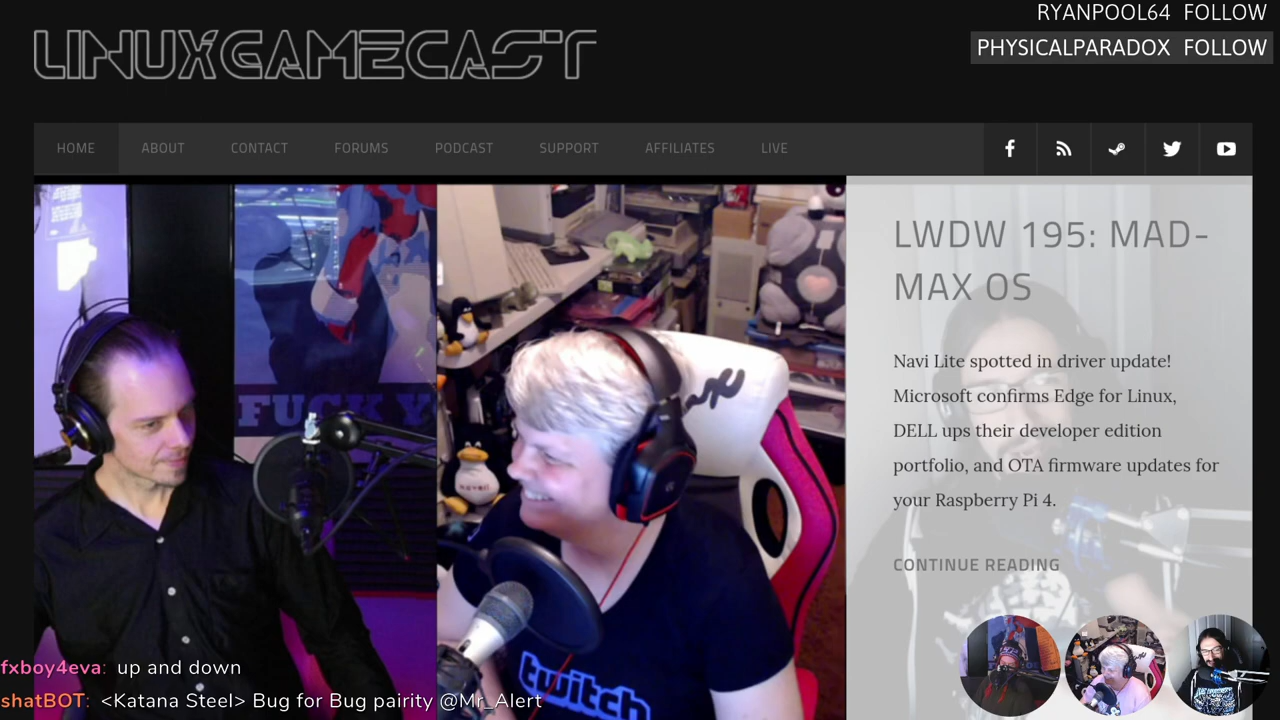 LINUXGAMECAST
RYANPOOL64 FOLLOW
PHYSICALPARADOX FOLLOW
HOME ABOUT CONTACT FORUMS PODCAST SUPPORT AFFILIATES LIVE
FUCK Y
LWDW 195: MAD-
MAX OS
Navi Lite spotted in driver update!
Microsoft confirms Edge for Linux,
DELL ups their developer edition
portfolio, and OTA firmware updates for
your Raspberry Pi 4.
CONTINUE READING
twitch
fxboy4eva: up and down
shatBOT: <Katana Steel> Bug for Bug pairity @Mr_Alert